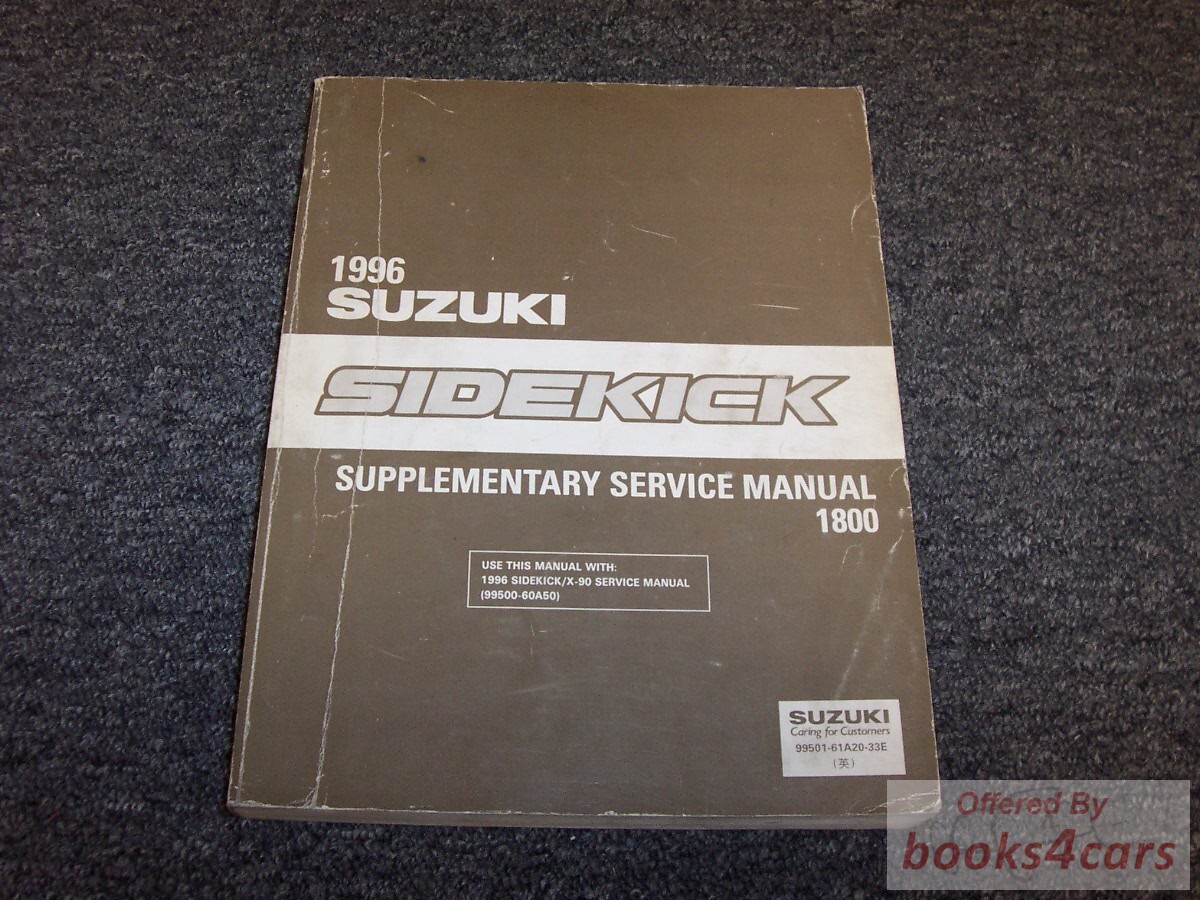 1996
SUZUKI
SIDEKICK
SUPPLEMENTARY SERVICE MANUAL
1800
USE THIS MANUAL WITH:
1996 SIDEKICK/X-90 SERVICE MANUAL
(99500-60A50)
SUZUKI
Caring for Customers
99501-61A20-33E
(英)
Offered By
books4cars